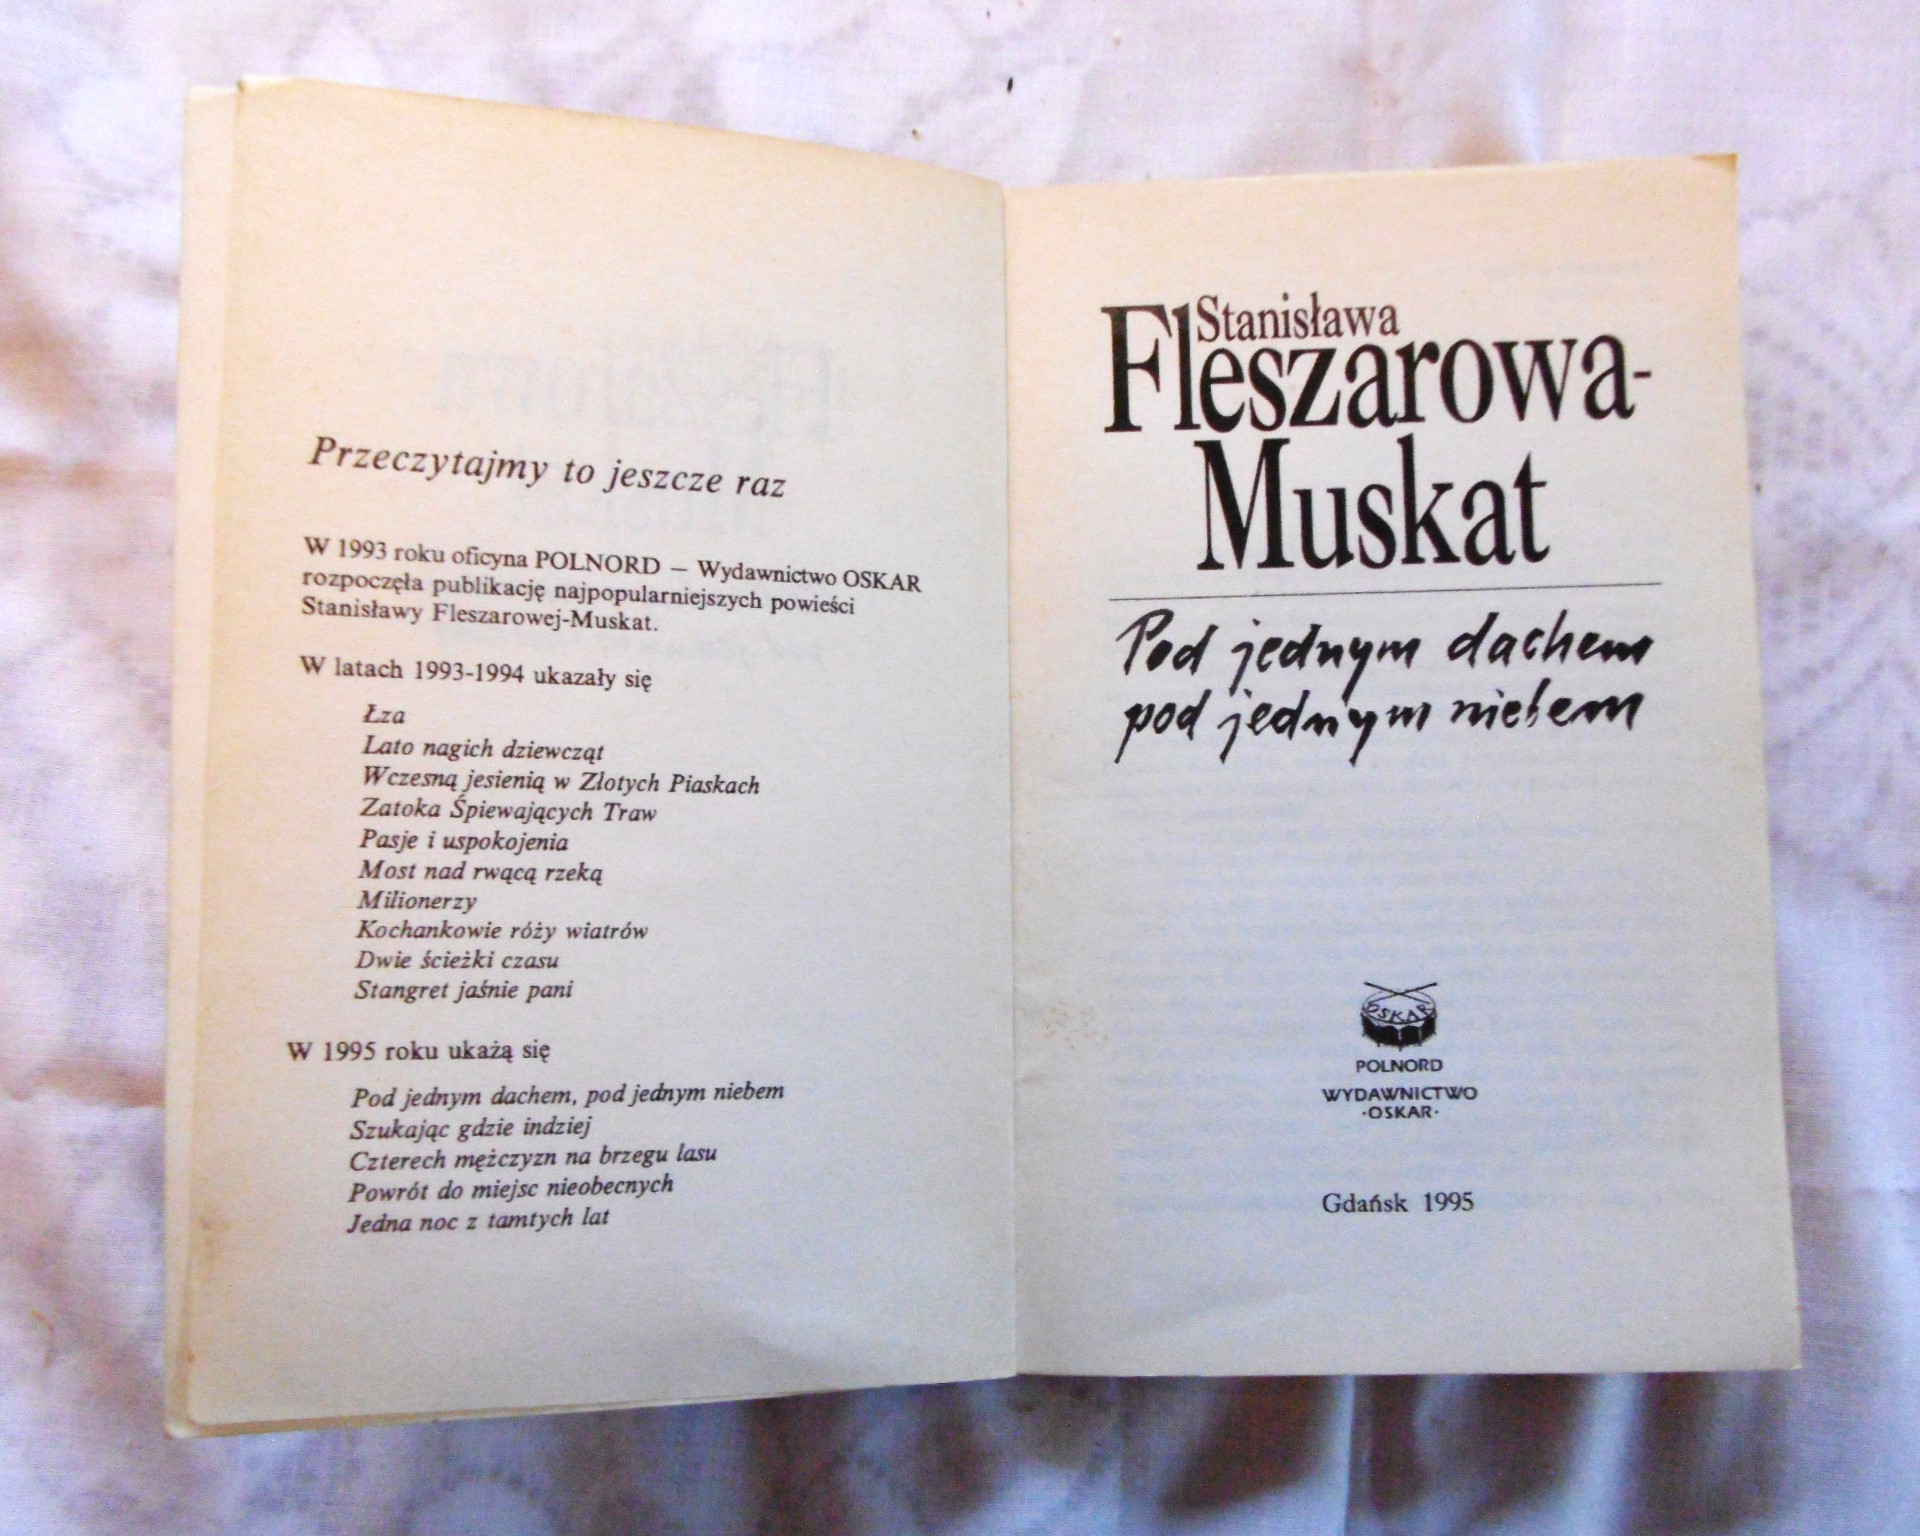 Przeczytajmy to jeszcze raz
W 1993 roku oficyna POLNORD – Wydawnictwo OSKAR
rozpoczęła publikację najpopularniejszych powieści
Stanisławy Fleszarowej-Muskat.
W latach 1993-1994 ukazały się
Łza
Lato nagich dziewcząt
Wczesną jesienią w Złotych Piaskach
Zatoka Śpiewających Traw
Pasje i uspokojenia
Most nad rwącą rzeką
Milionerzy
Kochankowie róży wiatrów
Dwie ścieżki czasu
Stangret jaśnie pani
W 1995 roku ukażą się
Pod jednym dachem, pod jednym niebem
Szukając gdzie indziej
Czterech mężczyzn na brzegu lasu
Powrót do miejsc nieobecnych
Jedna noc z tamtych lat
Stanisława
Fleszarowa-
Muskat
Pod jednym dachem
pod jednym niebem
OSKAR
POLNORD
WYDAWNICTWO
·OSKAR·
Gdańsk 1995